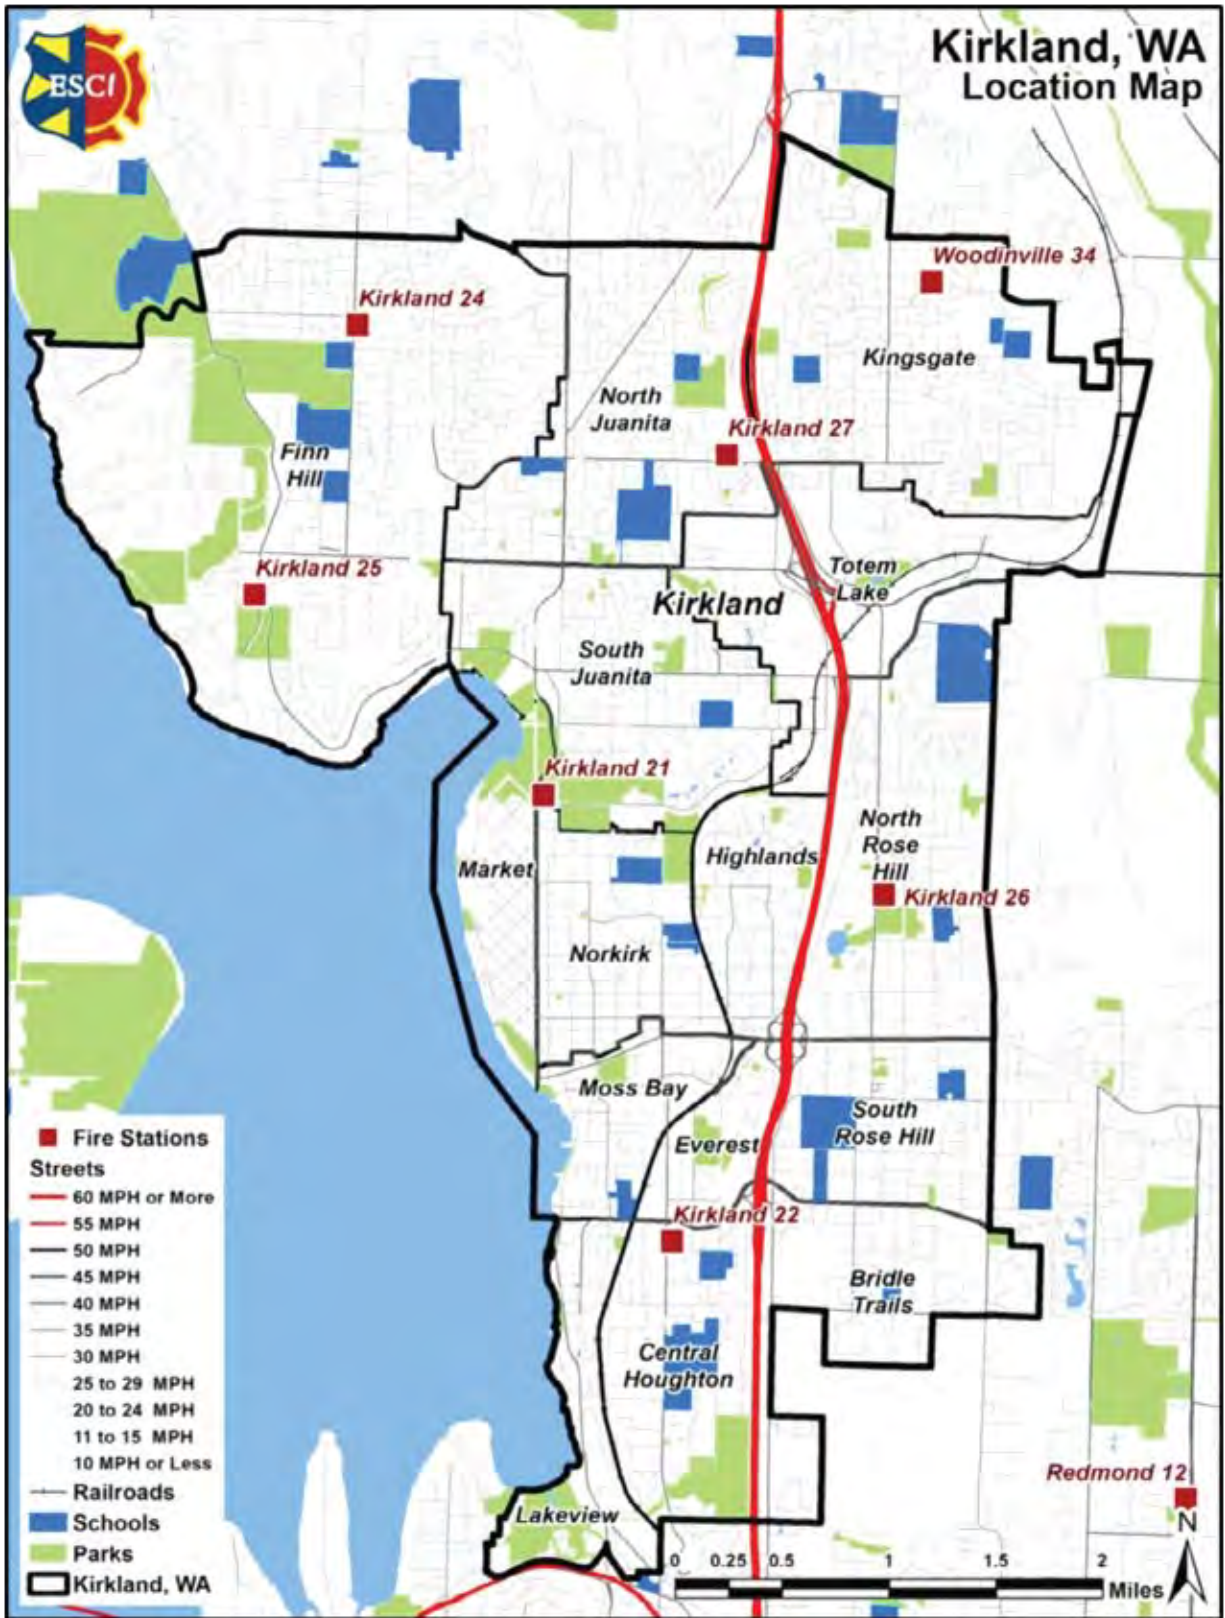 ESCI
Kirkland, WA
Location Map
Woodinville 34
Kirkland 24
Kingsgate
North
Juanita
Kirkland 27
Finn
Hill
Kirkland 25
Totem
Lake
Kirkland
South
Juanita
Kirkland 21
North
Rose
Hill
Market
Highlands
Kirkland 26
Norkirk
Moss Bay
South
Rose Hill
Everest
Kirkland 22
Bridle
Trails
Central
Houghton
Redmond 12
Lakeview
Fire Stations
Streets
60 MPH or More
55 MPH
50 MPH
45 MPH
40 MPH
35 MPH
30 MPH
25 to 29 MPH
20 to 24 MPH
11 to 15 MPH
10 MPH or Less
Railroads
Schools
Parks
Kirkland, WA
N
0 0.25 0.5 1 1.5 2
Miles